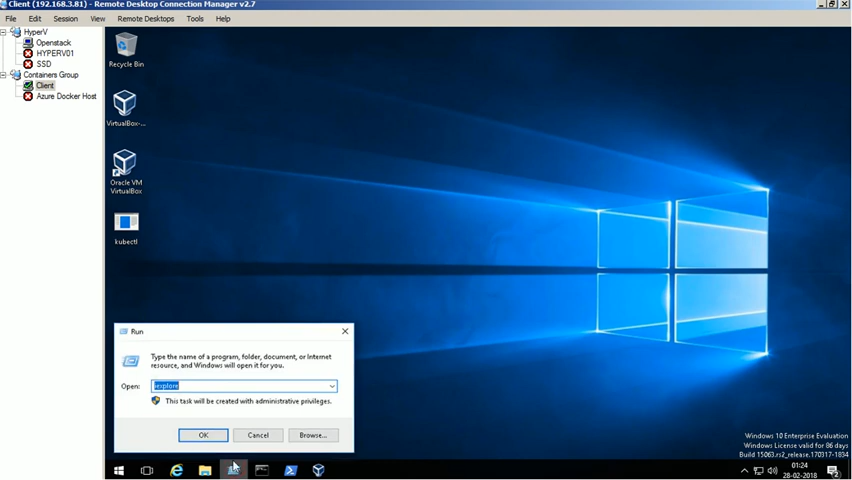 Client (192.168.3.81) - Remote Desktop Connection Manager v2.7
File Edit Session View Remote Desktops Tools Help
HyperV
Openstack
HYPERV01
SSD
Containers Group
Client
Azure Docker Host
Recycle Bin
VirtualBox-...
Oracle VM
VirtualBox
kubectl
Run
Type the name of a program, folder, document, or Internet
resource, and Windows will open it for you.
Open: iexplore
This task will be created with administrative privileges.
OK Cancel Browse...
Windows 10 Enterprise Evaluation
Windows License valid for 86 days
Build 15063.rs2_release.170317-1834
01:24
28-02-2018
2